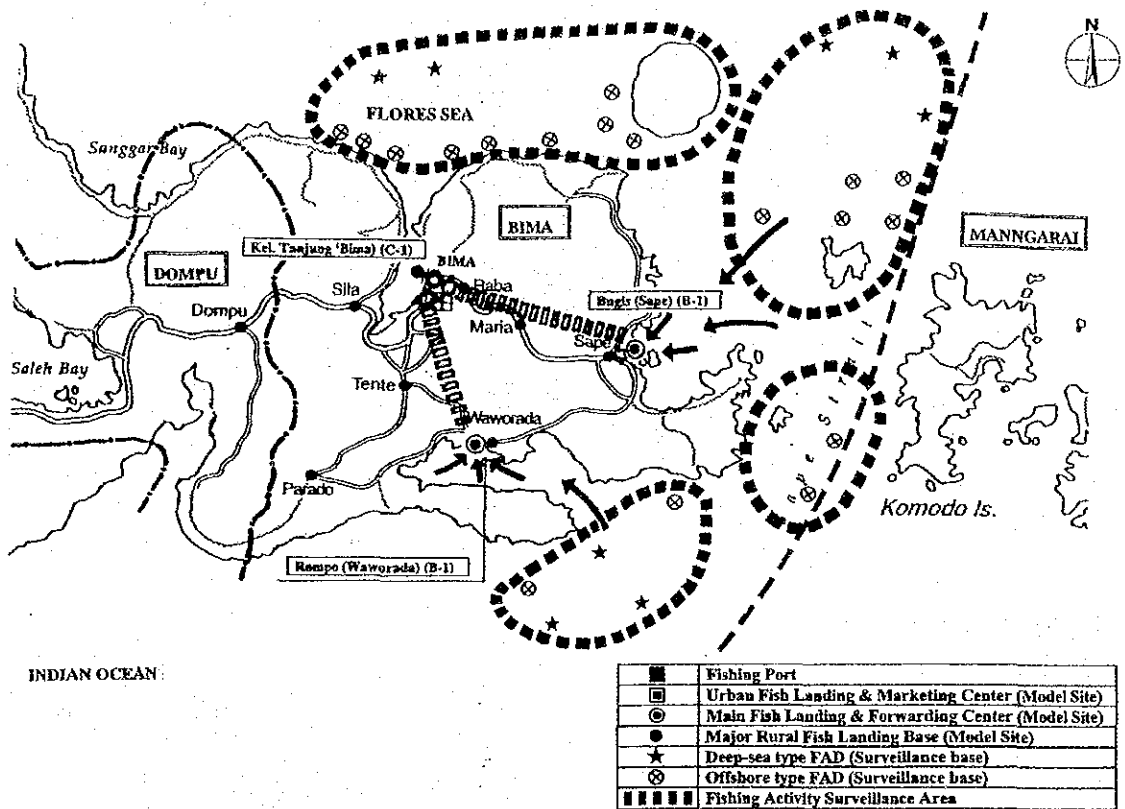 N
FLORES SEA
Sanggar Bay
BIMA
MANNGARAI
Kel. Tanjung 'Bima) (C-1)
DOMPU
BIMA
Sila
Raba
Bugis (Sape) (B-1)
Dompu
Maria
Sape
Saleh Bay
Tente
Waworada
Parado
Komodo Is.
Rompo (Waworada) (B-1)
INDIAN OCEAN
Fishing Port
Urban Fish Landing & Marketing Center (Model Site)
Main Fish Landing & Forwarding Center (Model Site)
Major Rural Fish Landing Base (Model Site)
Deep-sea type FAD (Surveillance base)
Offshore type FAD (Surveillance base)
Fishing Activity Surveillance Area